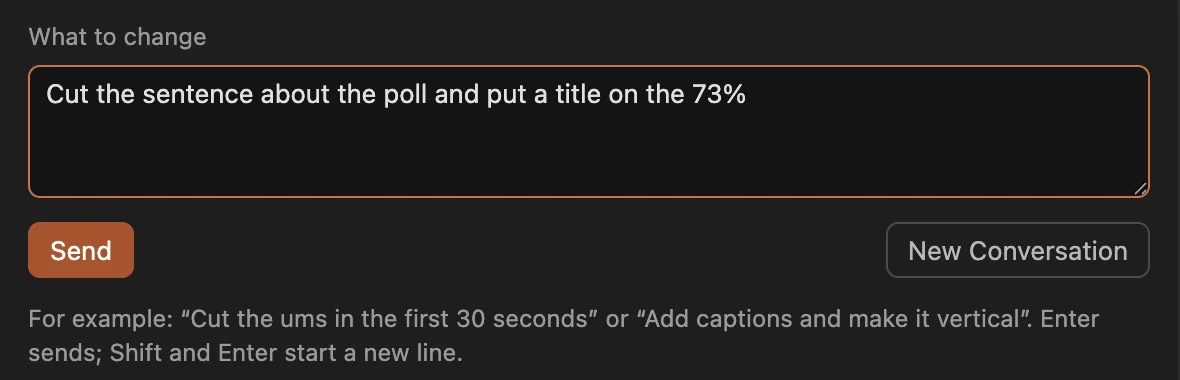 What to change
Cut the sentence about the poll and put a title on the 73%
Send
New Conversation
For example: “Cut the ums in the first 30 seconds” or “Add captions and make it vertical”. Enter
sends; Shift and Enter start a new line.